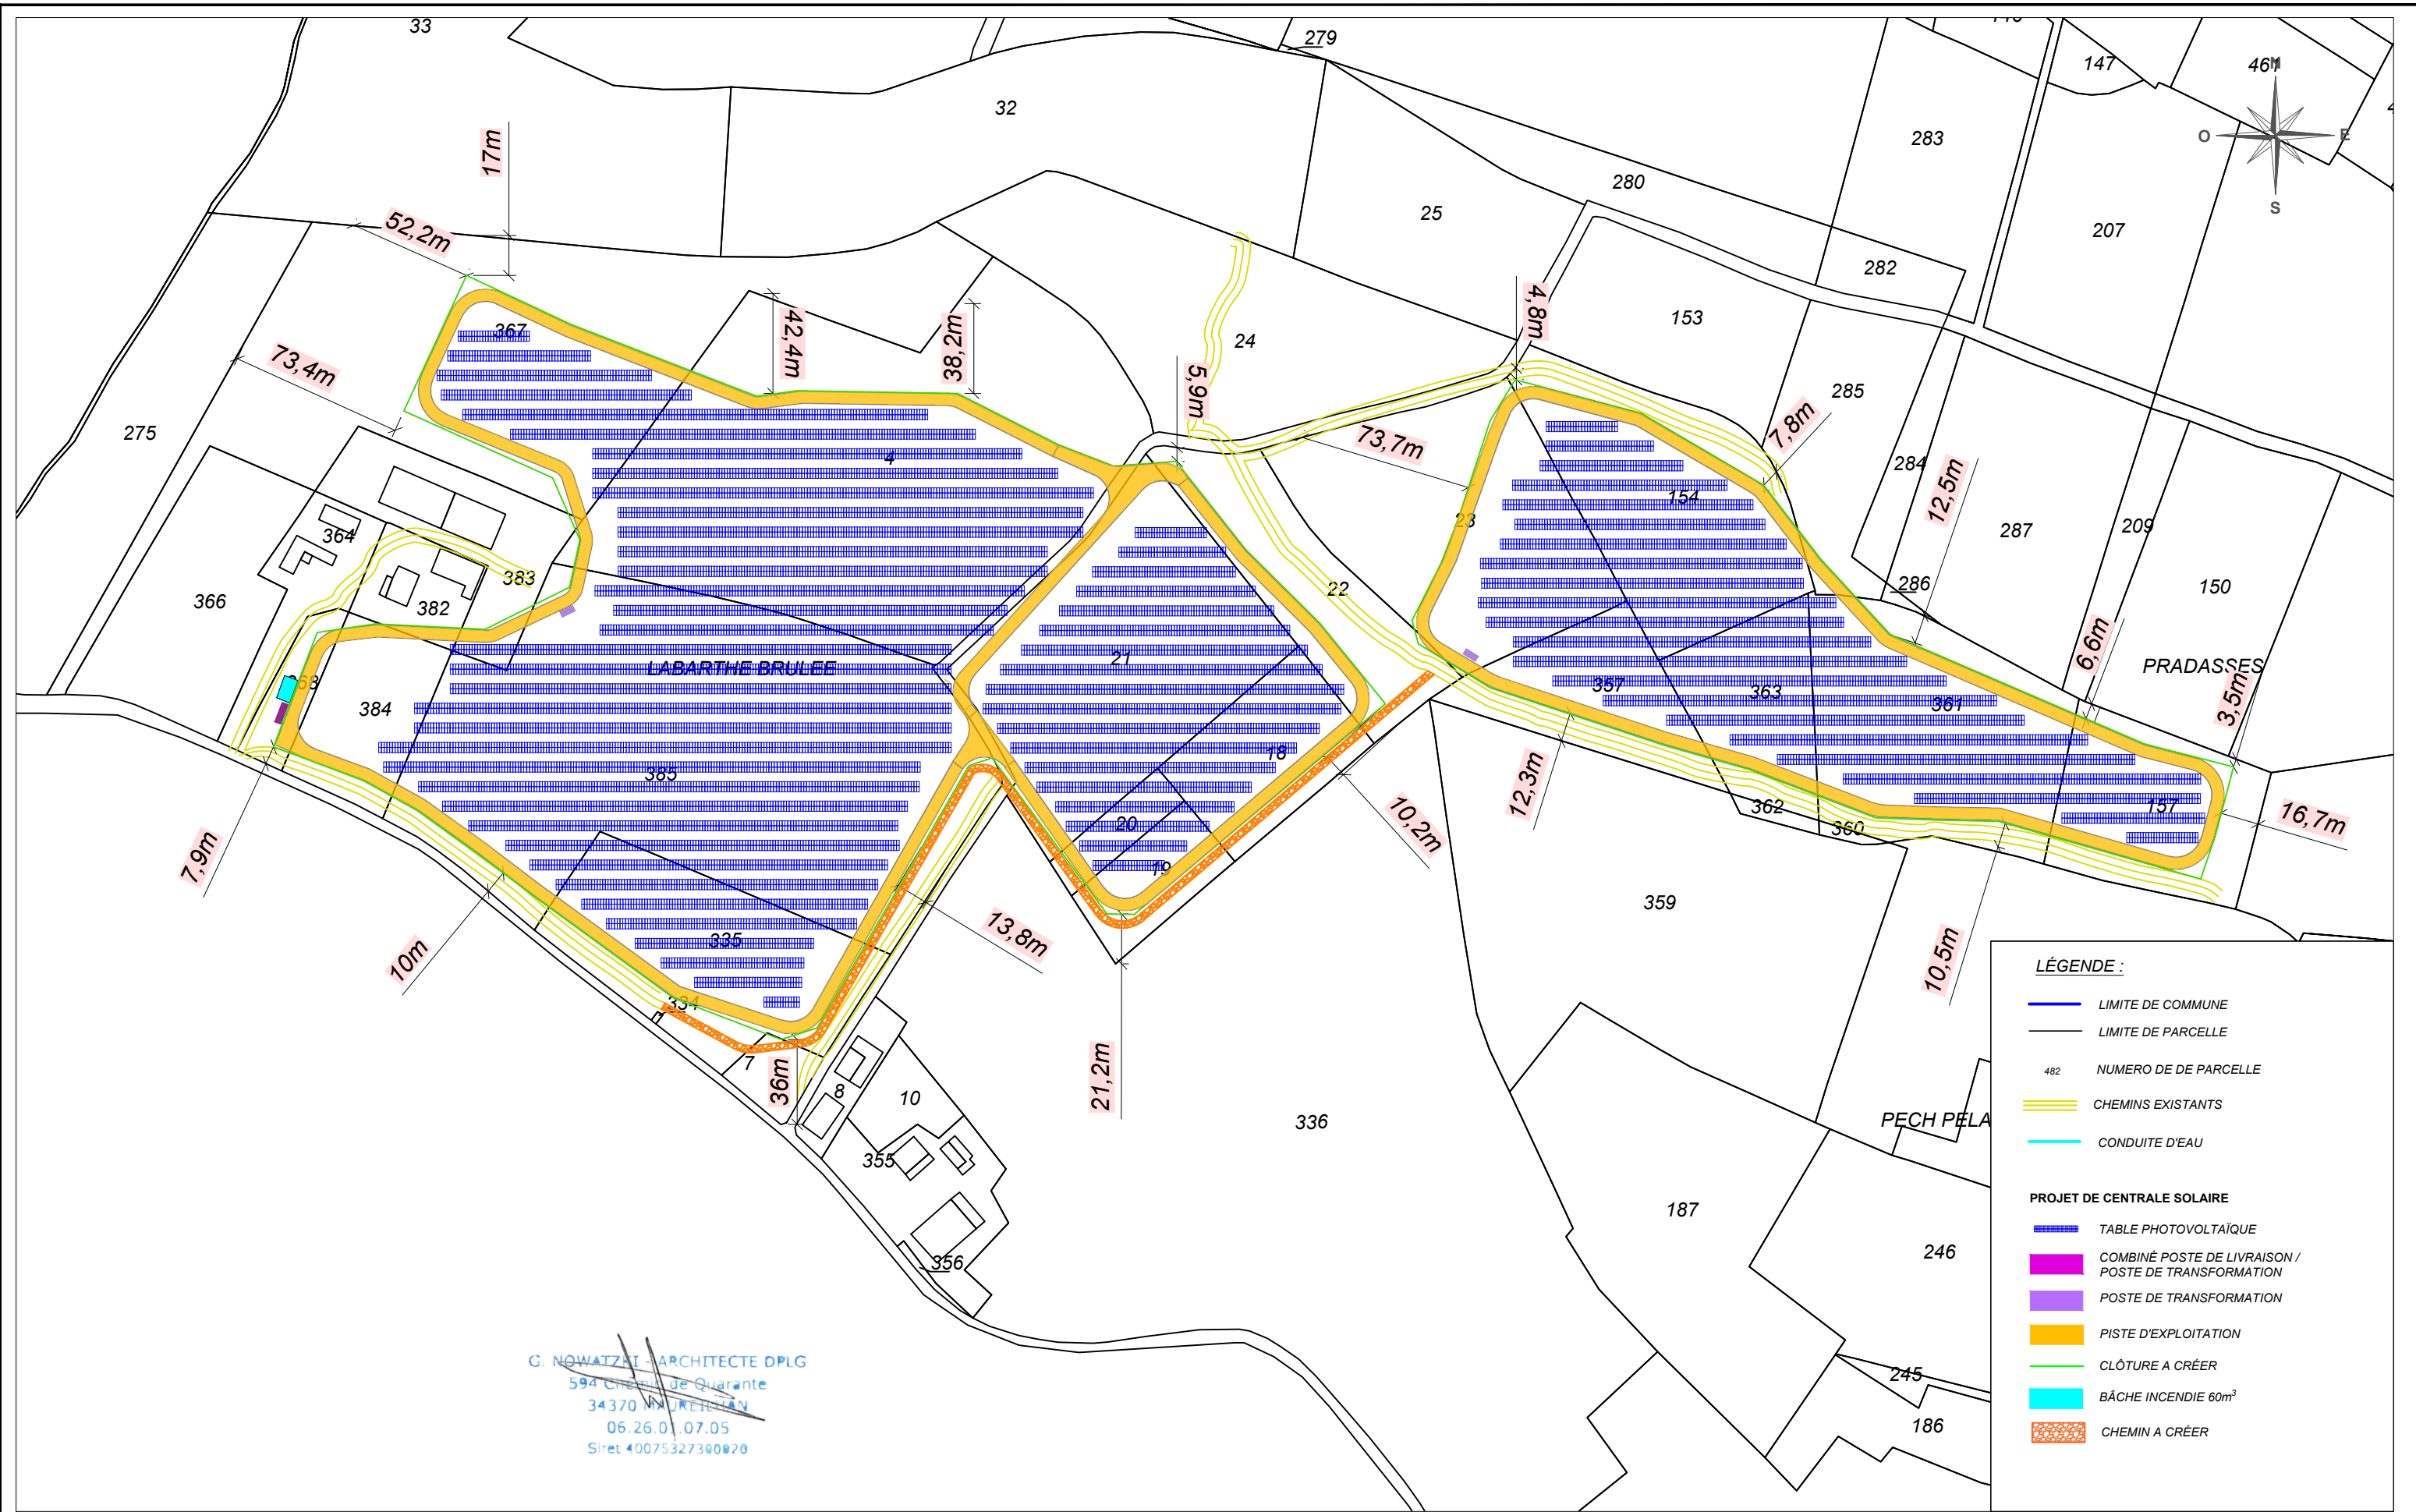 33
279
147
461
N
O
E
S
32
283
17m
280
25
207
52,2m
282
4,8m
42,4m
38,2m
153
24
367
73,4m
5,9m
285
7,8m
73,7m
275
4
284
12,5m
154
23
287
209
364
383
22
286
150
366
382
6,6m
21
PRADASSES
LABARTHE BRULEE
368
357
363
361
3,5m
384
18
385
12,3m
362
157
16,7m
20
360
10,2m
7,9m
19
359
335
13,8m
10m
10,5m
334
7
36m
8
10
21,2m
336
PECH PELA
355
187
246
356
245
186
LÉGENDE :
LIMITE DE COMMUNE
LIMITE DE PARCELLE
482 NUMERO DE DE PARCELLE
CHEMINS EXISTANTS
CONDUITE D'EAU
PROJET DE CENTRALE SOLAIRE
TABLE PHOTOVOLTAÏQUE
COMBINÉ POSTE DE LIVRAISON /
POSTE DE TRANSFORMATION
POSTE DE TRANSFORMATION
PISTE D'EXPLOITATION
CLÔTURE A CRÉER
BÂCHE INCENDIE 60m³
CHEMIN A CRÉER
G. NOWATZKI - ARCHITECTE DPLG
594 Chemin de Quarante
34370 MAUREILHAN
06.26.01.07.05
Siret